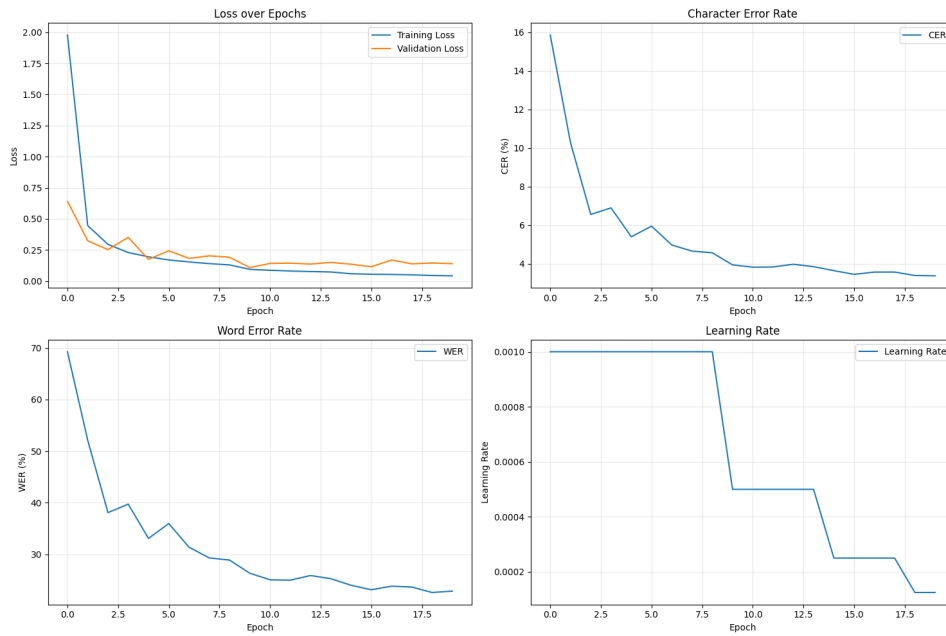 Loss over Epochs
2.00
1.75
1.50
1.25
1.00
0.75
0.50
0.25
0.00
Loss
Training Loss
Validation Loss
0.0 2.5 5.0 7.5 10.0 12.5 15.0 17.5
Epoch
Character Error Rate
16
14
12
10
8
6
4
CER (%)
CER
0.0 2.5 5.0 7.5 10.0 12.5 15.0 17.5
Epoch
Word Error Rate
70
60
50
40
30
WER (%)
WER
0.0 2.5 5.0 7.5 10.0 12.5 15.0 17.5
Epoch
Learning Rate
0.0010
0.0008
0.0006
0.0004
0.0002
Learning Rate
Learning Rate
0.0 2.5 5.0 7.5 10.0 12.5 15.0 17.5
Epoch